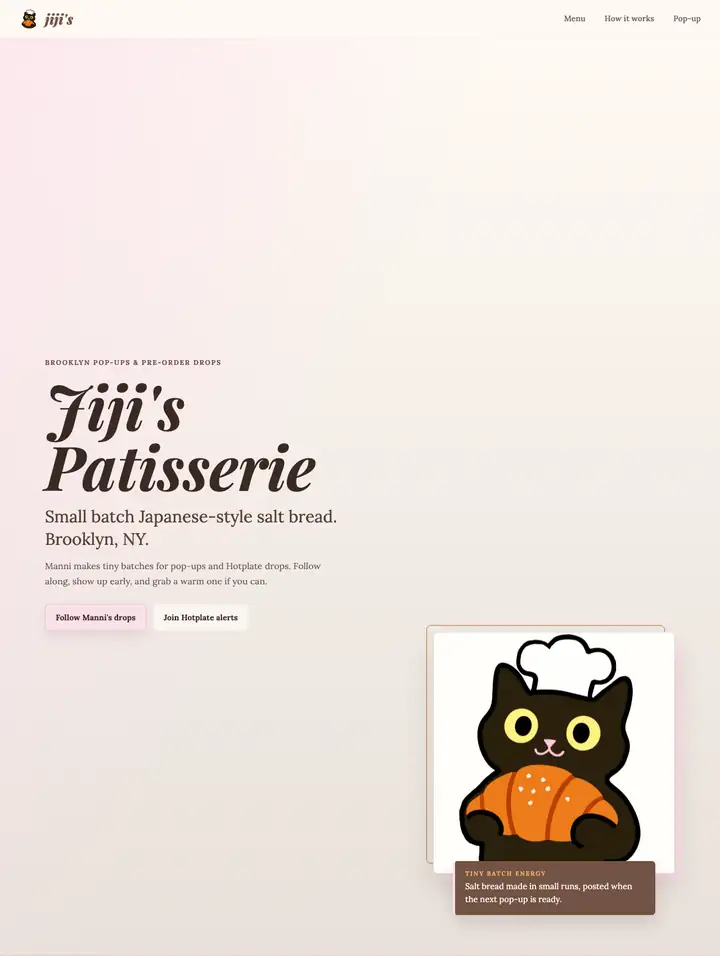 jiji's
Menu
How it works
Pop-up
BROOKLYN POP-UPS & PRE-ORDER DROPS
Jiji's
Patisserie
Small batch Japanese-style salt bread.
Brooklyn, NY.
Manni makes tiny batches for pop-ups and Hotplate drops. Follow
along, show up early, and grab a warm one if you can.
Follow Manni's drops
Join Hotplate alerts
TINY BATCH ENERGY
Salt bread made in small runs, posted when
the next pop-up is ready.